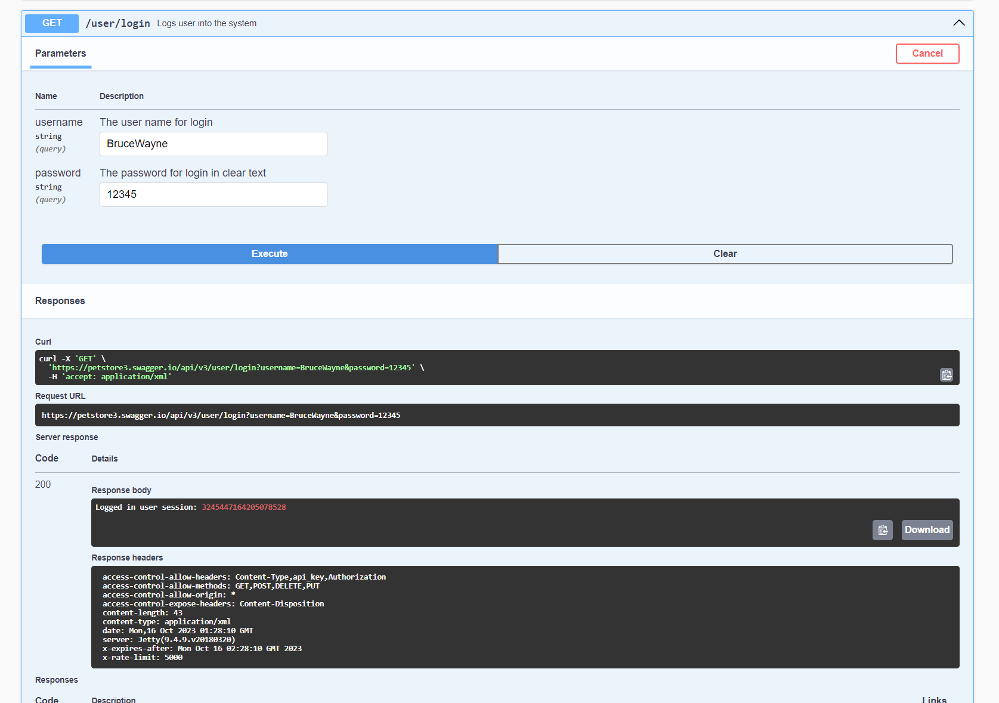 GET /user/login Logs user into the system
Parameters
Cancel
Name Description
username The user name for login
string
(query)
BruceWayne
password The password for login in clear text
string
(query)
12345
Execute Clear
Responses
Curl
curl -X 'GET' \
'https://petstore3.swagger.io/api/v3/user/login?username=BruceWayne&password=12345' \
-H 'accept: application/xml'
Request URL
https://petstore3.swagger.io/api/v3/user/login?username=BruceWayne&password=12345
Server response
Code Details
200
Response body
Logged in user session: 3245447164205078528
Download
Response headers
access-control-allow-headers: Content-Type,api_key,Authorization
access-control-allow-methods: GET,POST,DELETE,PUT
access-control-allow-origin: *
access-control-expose-headers: Content-Disposition
content-length: 43
content-type: application/xml
date: Mon,16 Oct 2023 01:28:10 GMT
server: Jetty(9.4.9.v20180320)
x-expires-after: Mon Oct 16 02:28:10 GMT 2023
x-rate-limit: 5000
Responses
Code Description Links